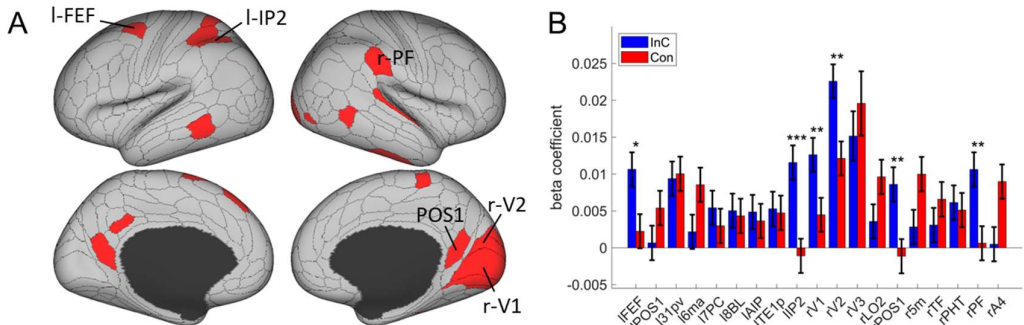 A
l-FEF
l-IP2
r-PF
POS1
r-V2
r-V1
B
InC
Con
beta coefficient
0.025
0.02
0.015
0.01
0.005
0
-0.005
*
***
**
**
**
**
lFEF
lPOS1
l31pv
l6ma
l7PC
l8BL
lAIP
lTE1p
lIP2
rV1
rV2
rV3
rLO2
rPOS1
r5m
rTF
rPHT
rPF
rA4